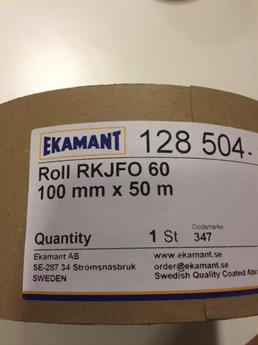 EKAMANT 128 504-
Roll RKJFO 60
100 mm x 50 m
Godsmärke
Quantity 1 St 347
Ekamant AB www.ekamant.se
SE-287 34 Strömsnäsbruk order@ekamant.se
SWEDEN Swedish Quality Coated Abra